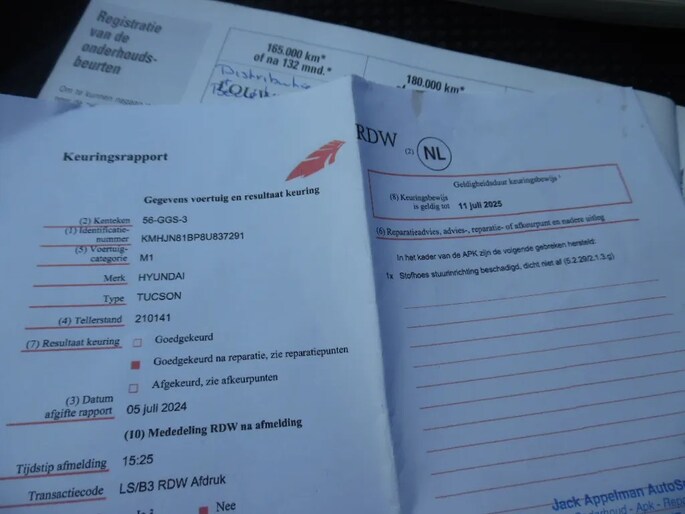 Registratie
van de
onderhouds-
beurten
165.000 km*
of na 132 mnd.*
180.000 km*
Keuringsrapport
Gegevens voertuig en resultaat keuring
(2) Kenteken 56-GGS-3
(1) Identificatie-
nummer KMHJN81BP8U837291
(5) Voertuig-
categorie M1
Merk HYUNDAI
Type TUCSON
(4) Tellerstand 210141
(7) Resultaat keuring Goedgekeurd
Goedgekeurd na reparatie, zie reparatiepunten
Afgekeurd, zie afkeurpunten
(3) Datum
afgifte rapport 05 juli 2024
(10) Mededeling RDW na afmelding
Tijdstip afmelding 15:25
Transactiecode LS/B3 RDW Afdruk
Nee
RDW (2) NL
Geldigheidsduur keuringsbewijs
(8) Keuringsbewijs
is geldig tot 11 juli 2025
(6) Reparatieadvies, advies-, reparatie- of afkeurpunt en nadere uitleg
In het kader van de APK zijn de volgende gebreken hersteld:
1x Stofhoes stuurinrichting beschadigd, dicht niet af (5.2.29/2.1.3.g)
Jack Appelman AutoSe
Onderhoud - Apk - Repa